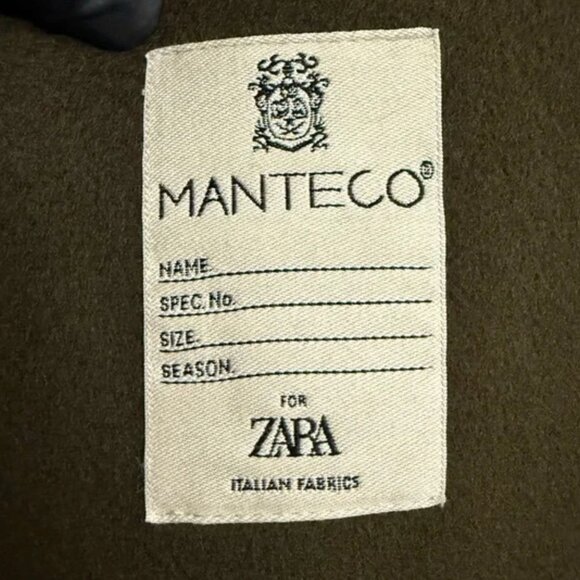 MANTECO®
NAME.
SPEC. No.
SIZE.
SEASON.
FOR
ZARA
ITALIAN FABRICS